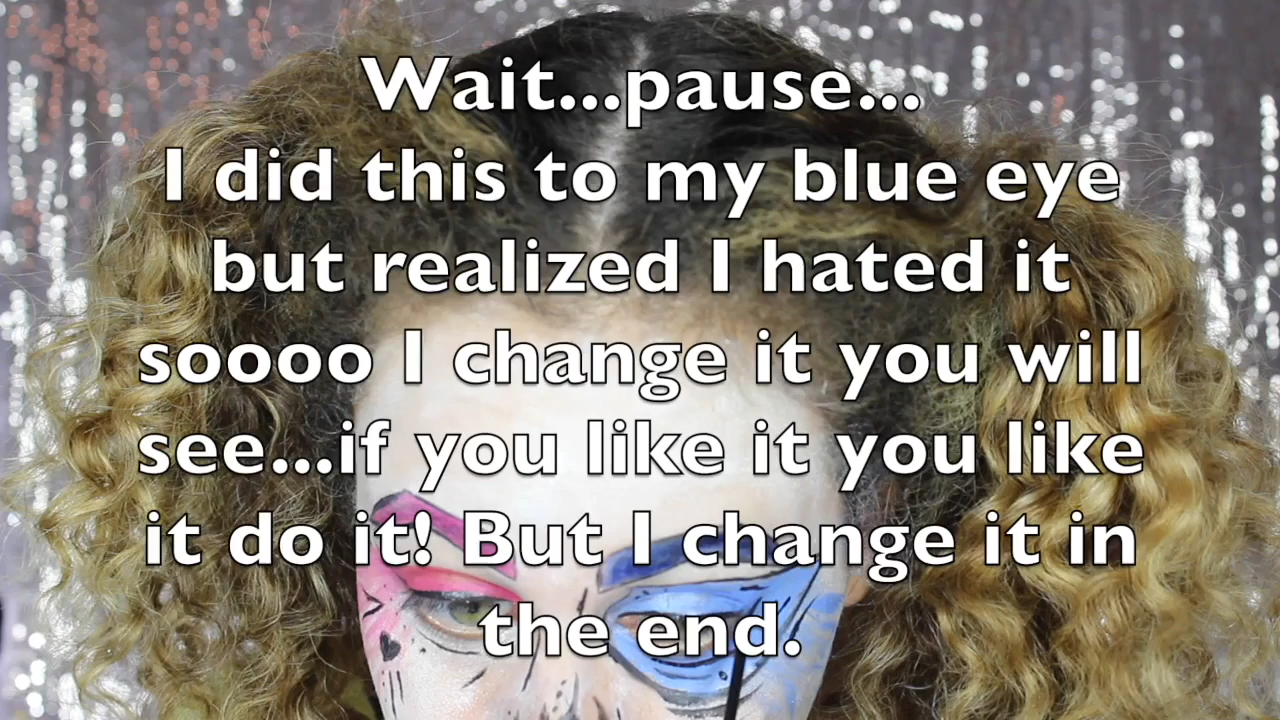 Wait...pause...
I did this to my blue eye
but realized I hated it
soooo I change it you will
see...if you like it you like
it do it! But I change it in
the end.